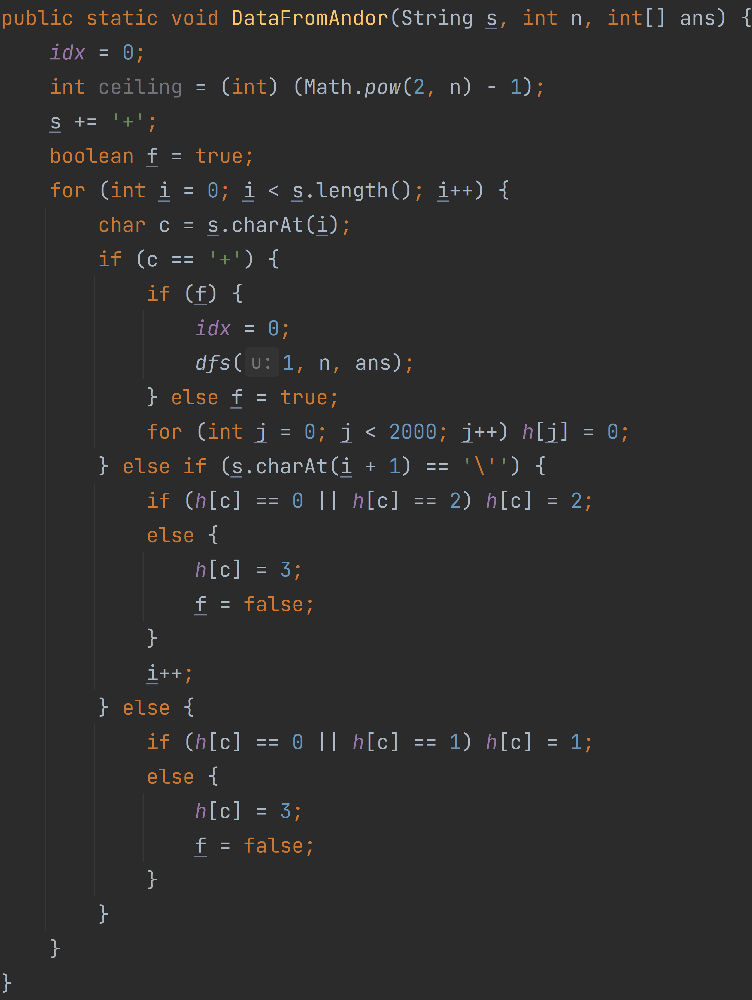 public static void DataFromAndor(String s, int n, int[] ans) {
    idx = 0;
    int ceiling = (int) (Math.pow(2, n) - 1);
    s += '+';
    boolean f = true;
    for (int i = 0; i < s.length(); i++) {
        char c = s.charAt(i);
        if (c == '+') {
            if (f) {
                idx = 0;
                dfs( u: 1, n, ans);
            } else f = true;
            for (int j = 0; j < 2000; j++) h[j] = 0;
        } else if (s.charAt(i + 1) == '\'') {
            if (h[c] == 0 || h[c] == 2) h[c] = 2;
            else {
                h[c] = 3;
                f = false;
            }
            i++;
        } else {
            if (h[c] == 0 || h[c] == 1) h[c] = 1;
            else {
                h[c] = 3;
                f = false;
            }
        }
    }
}